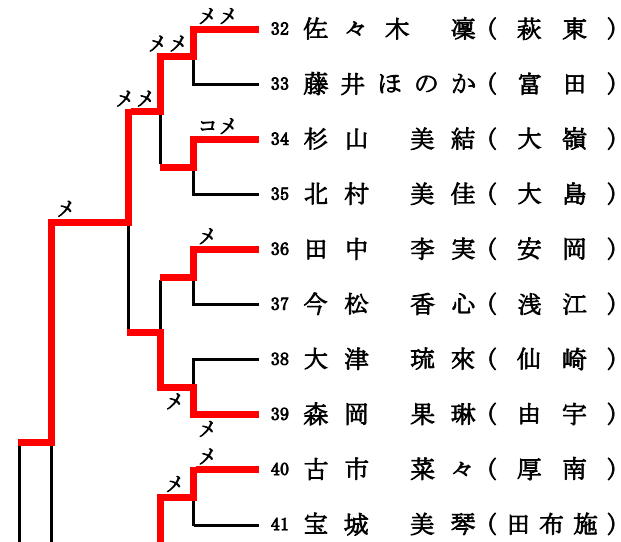 メメ
32 佐々木 凜(萩東)
メメ
33 藤井ほのか(富田)
メメ
コメ
34 杉山 美結(大嶺)
35 北村 美佳(大島)
メ
メ
36 田中 李実(安岡)
37 今松 香心(浅江)
38 大津 琉來(仙崎)
メ
39 森岡 果琳(由宇)
メ
メ
40 古市 菜々(厚南)
メ
41 宝城 美琴(田布施)